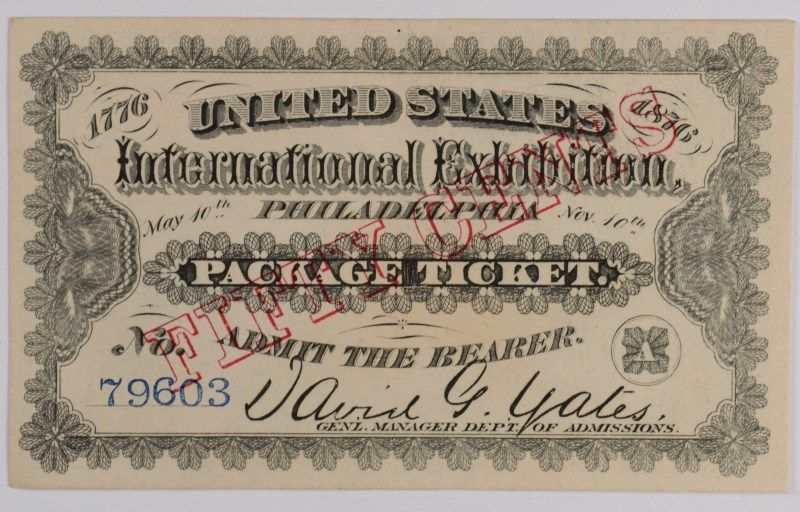 1776 UNITED STATES 1876
International Exhibition,
May 10th PHILADELPHIA Nov. 10th
PACKAGE TICKET.
FIFTY CENTS
No. ADMIT THE BEARER. A
79603 David G. Yates,
GENL. MANAGER DEPT. OF ADMISSIONS.